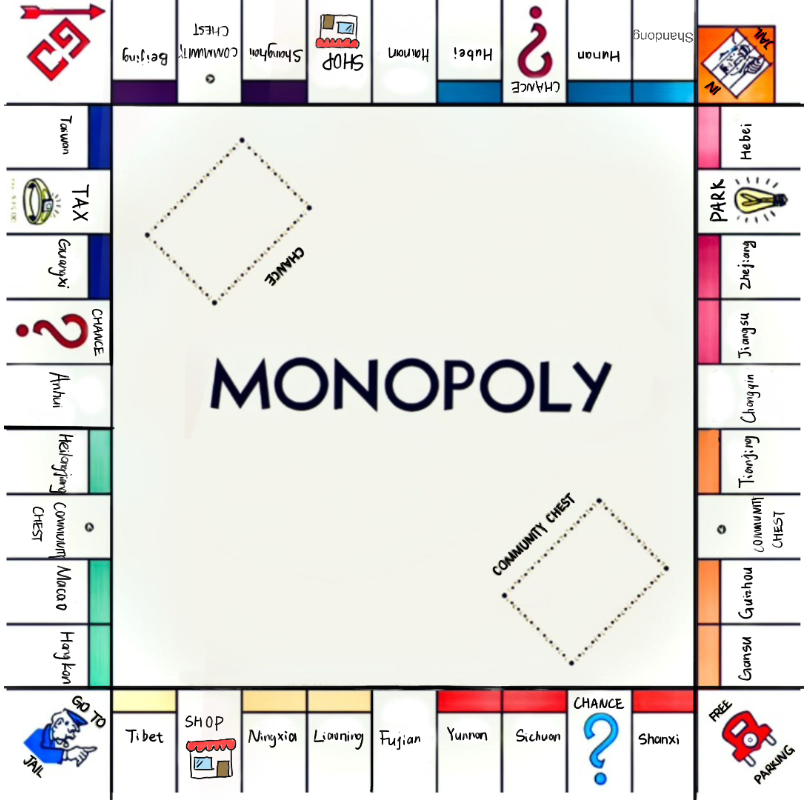 GO
Beijing
COMMUNITY
CHEST
Shanghai
SHOP
Hainan
Hubei
?
CHANCE
Hunan
Shandong
IN
JAIL
Hebei
PARK
Zhejiang
Jiangsu
Chongqin
Tianjing
COMMUNITY
CHEST
Guizhou
Gansu
FREE
PARKING
Shanxi
CHANCE
?
Sichuan
Yunnan
Fujian
Liaoning
Ningxia
SHOP
Tibet
GO TO
JAIL
Hongkon
Macao
COMMUNITY
CHEST
Heilongjiang
Anhui
CHANCE
?
Guangxi
TAX
Taiwan
CHANCE
MONOPOLY
COMMUNITY CHEST